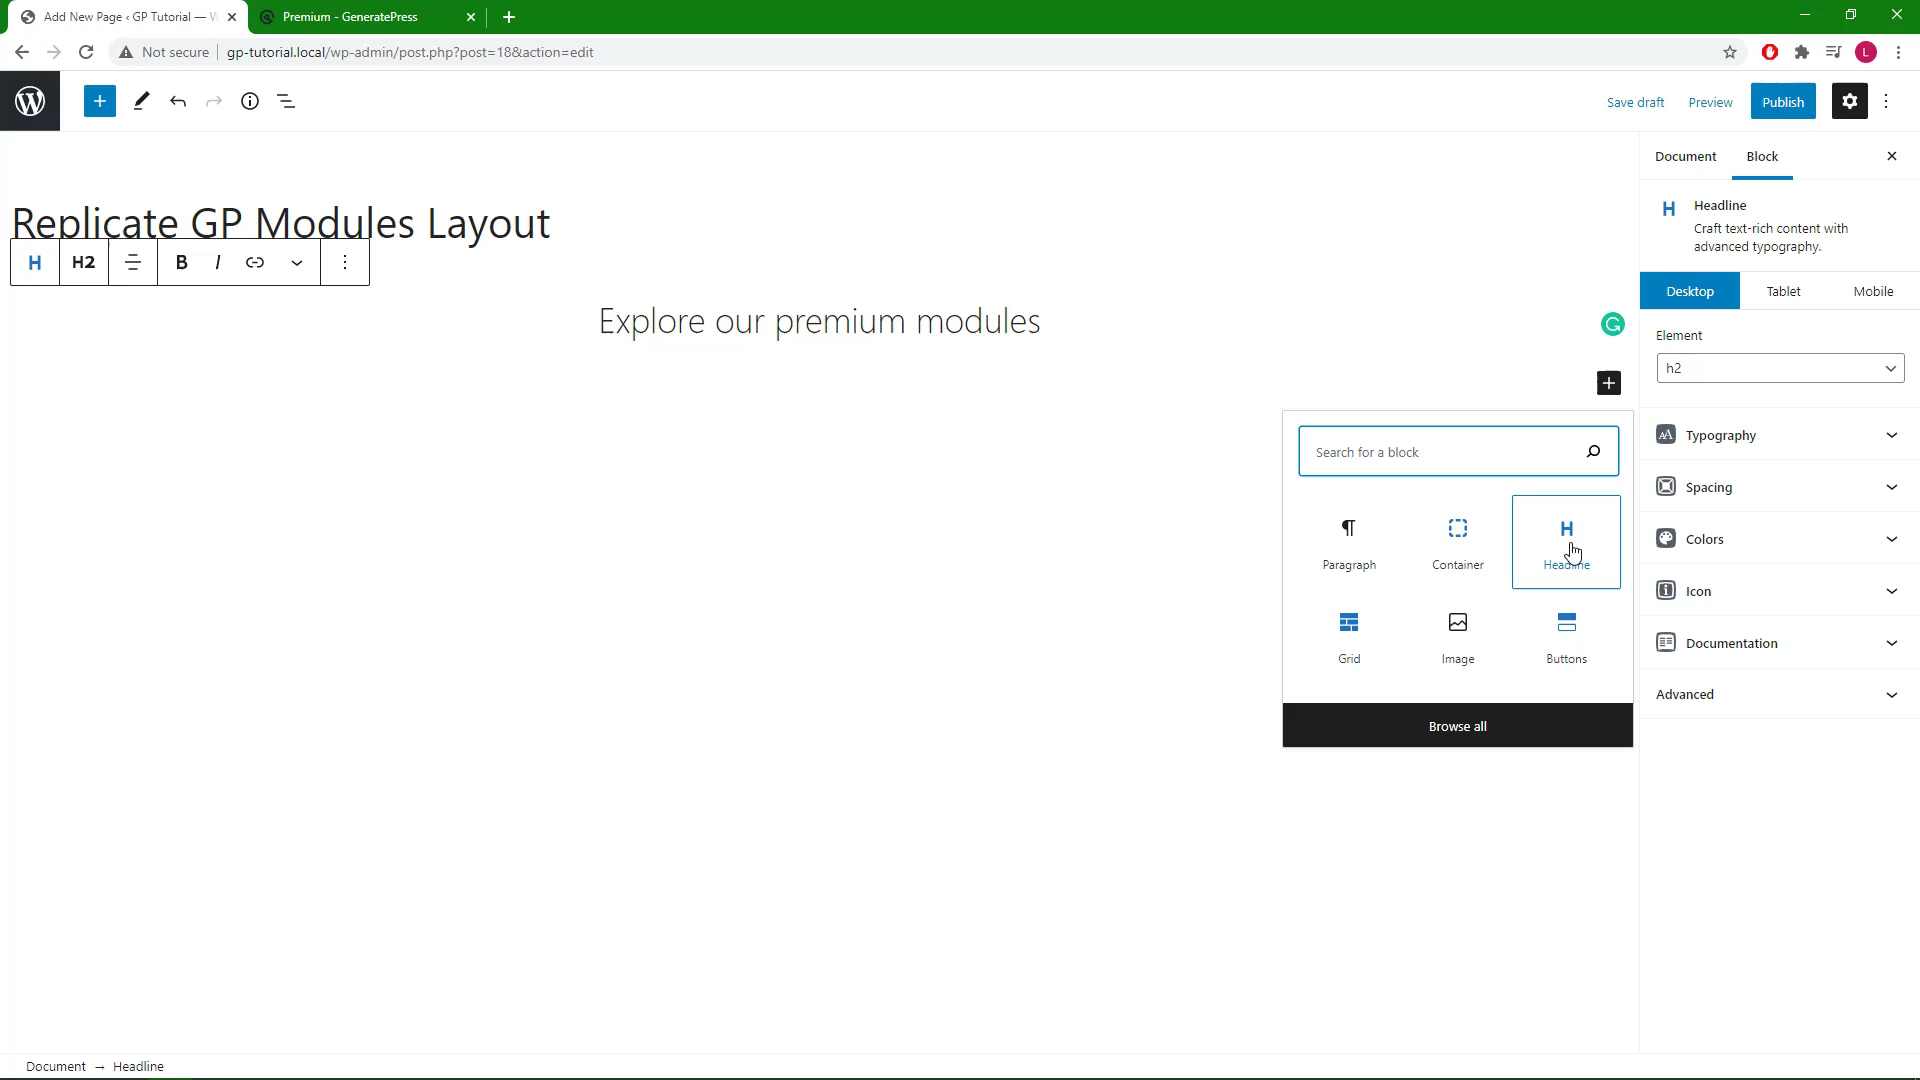 Add New Page ‹ GP Tutorial — W
Premium - GeneratePress
Not secure
gp-tutorial.local/wp-admin/post.php?post=18&action=edit
L
Save draft
Preview
Publish
Document
Block
Replicate GP Modules Layout
H
H2
B
I
Explore our premium modules
G
H
Headline
Craft text-rich content with
advanced typography.
Desktop
Tablet
Mobile
Element
h2
Typography
Spacing
Colors
Icon
Documentation
Advanced
Search for a block
Paragraph
Container
H
Headline
Grid
Image
Buttons
Browse all
Document → Headline